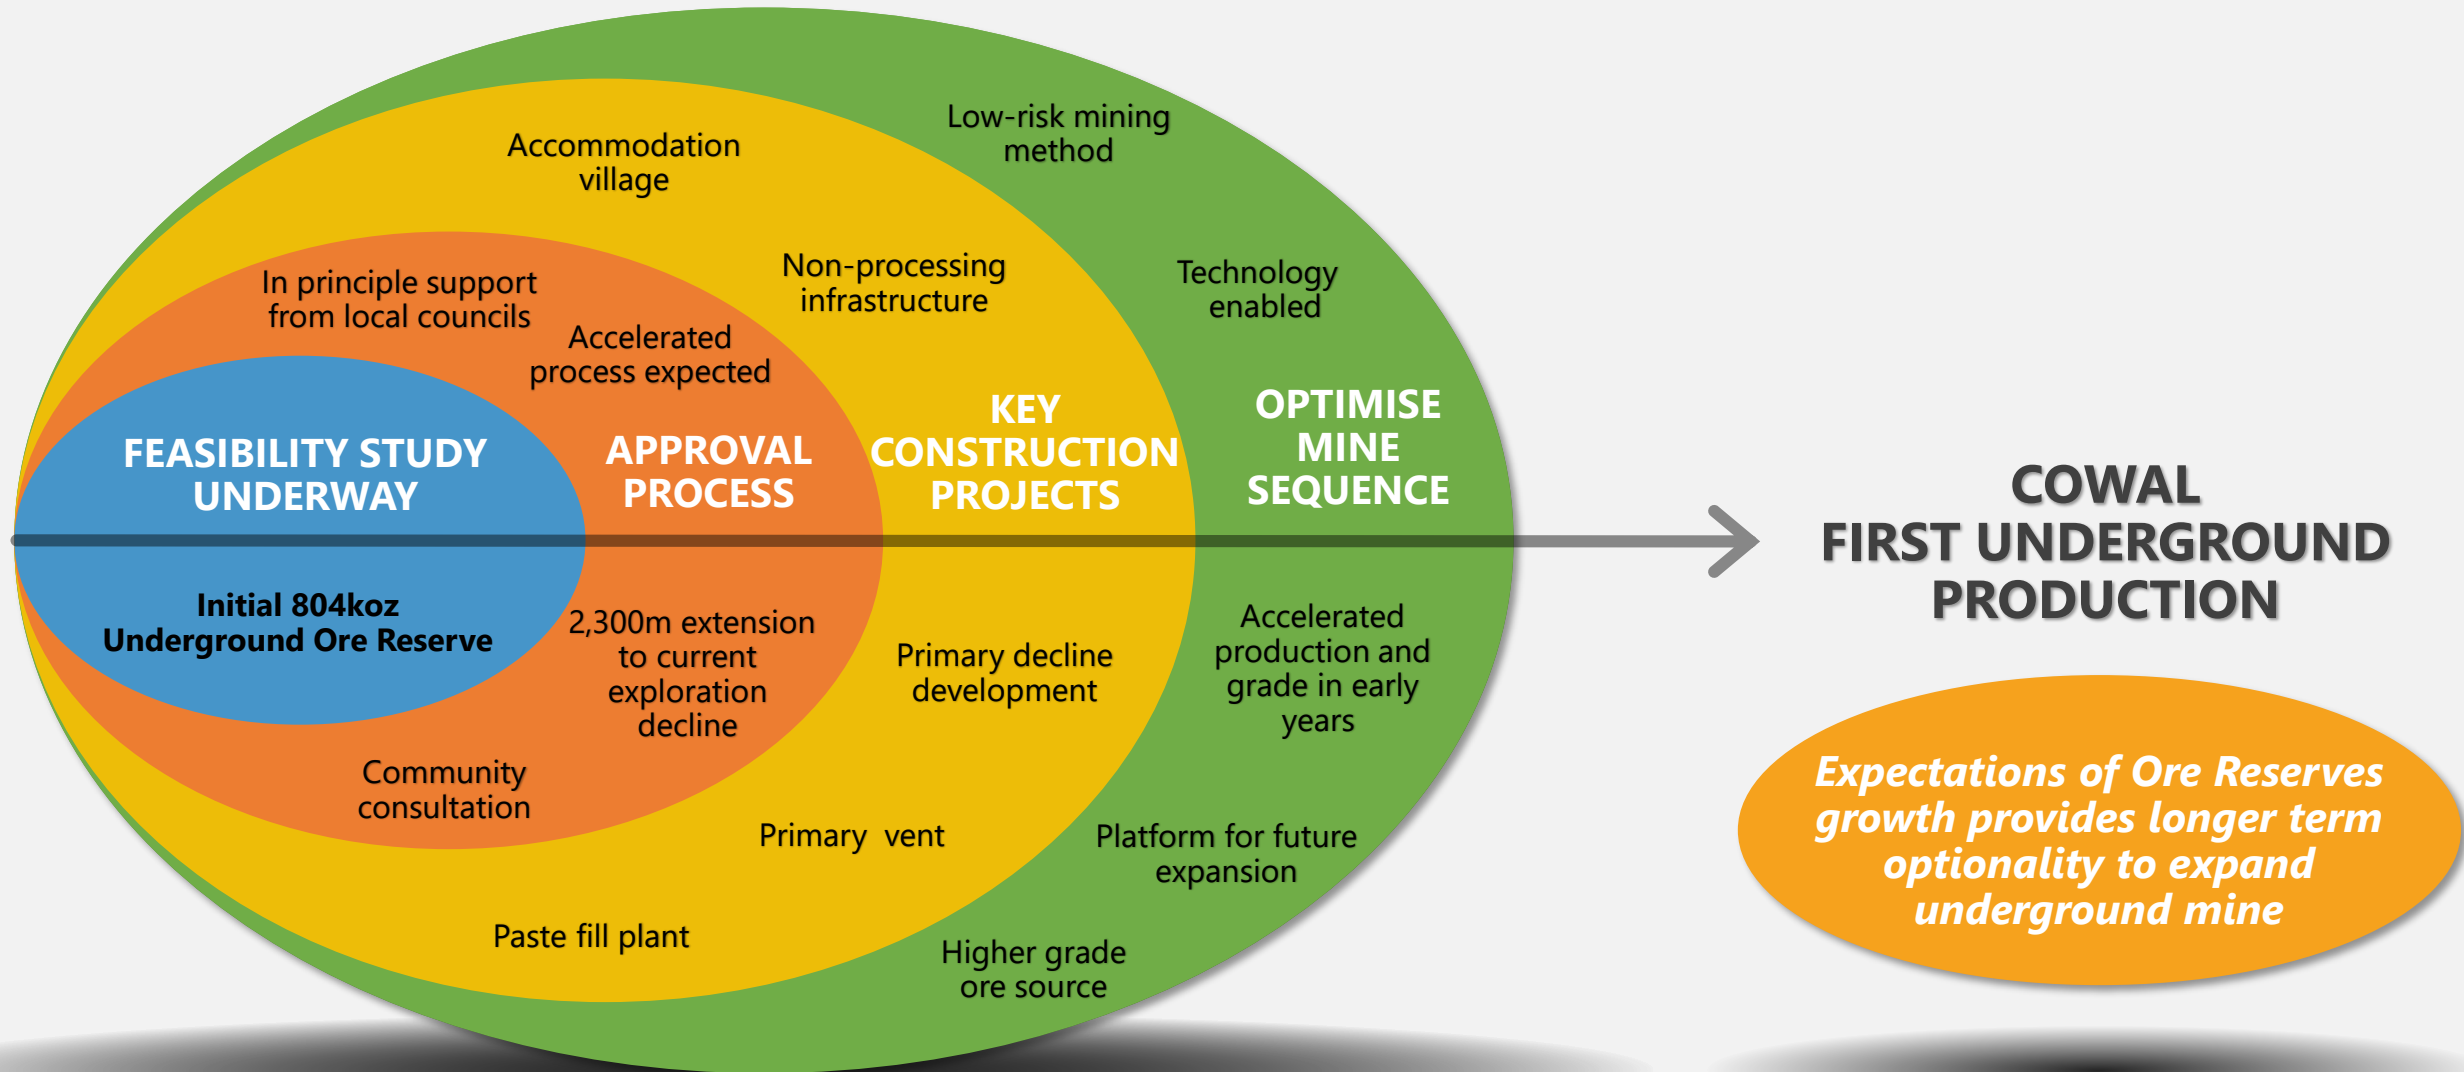 Low-risk mining
method
Accommodation
village
Non-processing
infrastructure
Technology
enabled
In principle support
from local councils
Accelerated
process expected
FEASIBILITY STUDY
UNDERWAY
APPROVAL
PROCESS
KEY
CONSTRUCTION
PROJECTS
OPTIMISE
MINE
SEQUENCE
COWAL
FIRST UNDERGROUND
PRODUCTION
Initial 804koz
Underground Ore Reserve
2,300m extension
to current
exploration
decline
Primary decline
development
Accelerated
production and
grade in early
years
Community
consultation
Primary  vent
Platform for future
expansion
Paste fill plant
Higher grade
ore source
Expectations of Ore Reserves
growth provides longer term
optionality to expand
underground mine